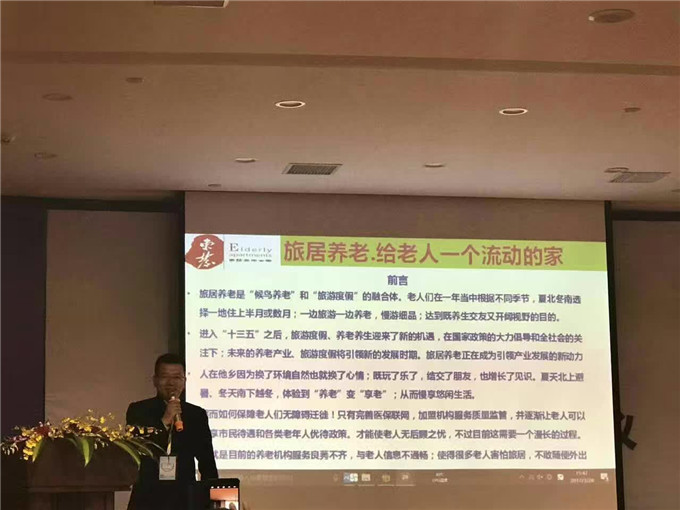 Elderly
apartments
旅居养老.给老人一个流动的家
前言
• 旅居养老是“候鸟养老”和“旅游度假”的融合体。老人们在一年当中根据不同季节，夏北冬南选
择一地住上半月或数月；一边旅游一边养老，慢游细品；达到既养生交友又开阔视野的目的。
• 进入“十三五”之后，旅游度假、养老养生迎来了新的机遇，在国家政策的大力倡导和全社会的关
注下；未来的养老产业、旅游度假将引领新的发展时期。旅居养老正在成为引领产业发展的新动力
• 人在他乡因为换了环境自然也就换了心情；既玩了乐了，结交了朋友，也增长了见识。夏天北上避
暑、冬天南下越冬，体验到“养老”变“享老”；从而慢享悠闲生活。
而如何保障老人们无障碍迁徙！只有完善医保联网，加盟机构服务质量监管，并逐渐让老人可以
享市民待遇和各类老年人优待政策。才能使老人无后顾之忧，不过目前这需要一个漫长的过程。
就是目前的养老机构服务良莠不齐，与老人信息不通畅；使得很多老人害怕旅居，不敢随便外出